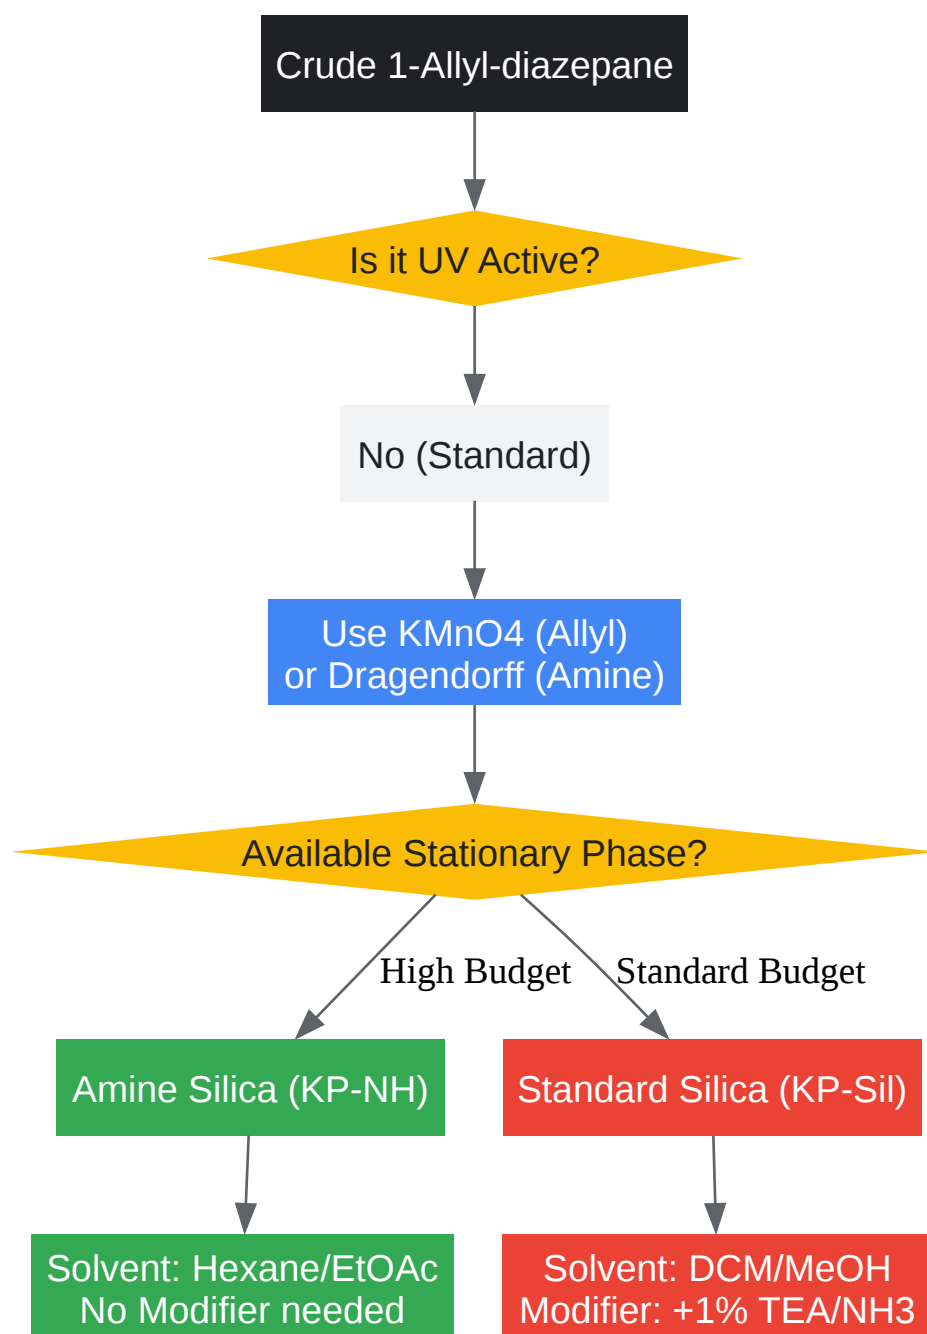 Crude 1-Allyl-diazepane
Is it UV Active?
No (Standard)
Use KMnO4 (Allyl)
or Dragendorff (Amine)
Available Stationary Phase?
High Budget
Standard Budget
Amine Silica (KP-NH)
Standard Silica (KP-Sil)
Solvent: Hexane/EtOAc
No Modifier needed
Solvent: DCM/MeOH
Modifier: +1% TEA/NH3